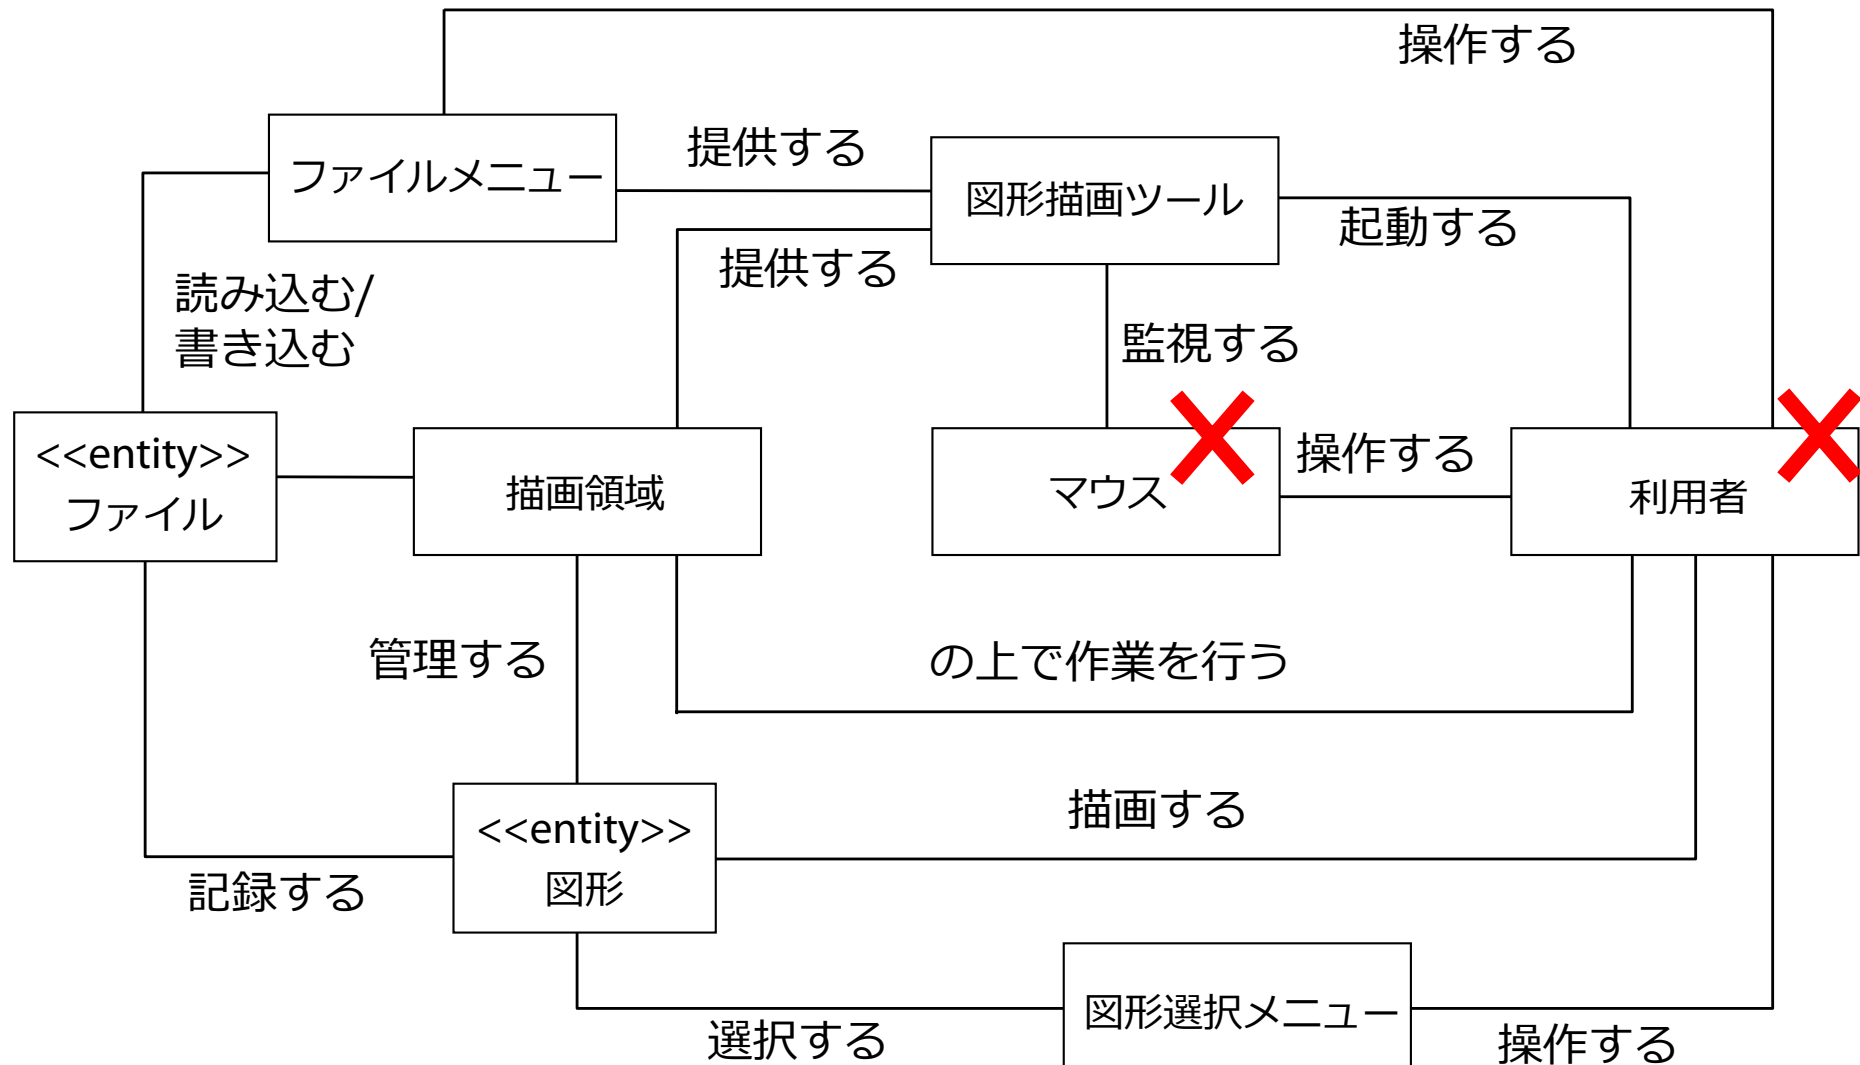 操作する
ファイルメニュー
提供する
図形描画ツール
起動する
提供する
読み込む/
書き込む
監視する
<<entity>>
ファイル
描画領域
マウス
操作する
利用者
管理する
の上で作業を行う
描画する
<<entity>>
図形
記録する
図形選択メニュー
選択する
操作する